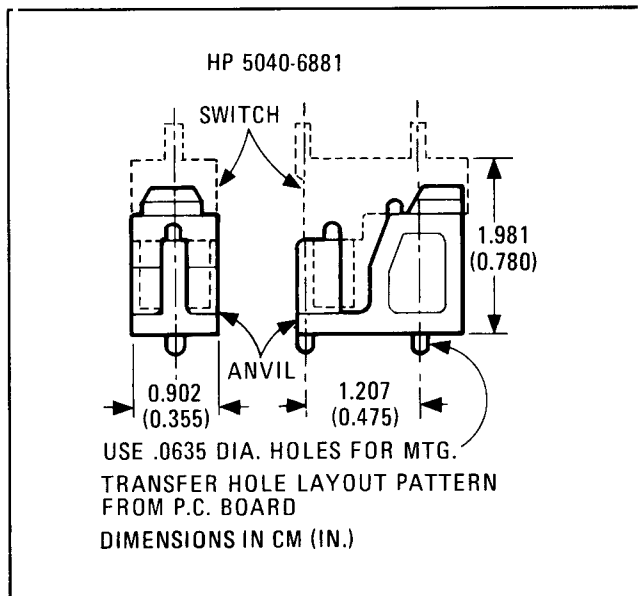 HP 5040-6881
SWITCH
1.981
(0.780)
ANVIL
0.902
(0.355)
1.207
(0.475)
USE .0635 DIA. HOLES FOR MTG.
TRANSFER HOLE LAYOUT PATTERN
FROM P.C. BOARD
DIMENSIONS IN CM (IN.)